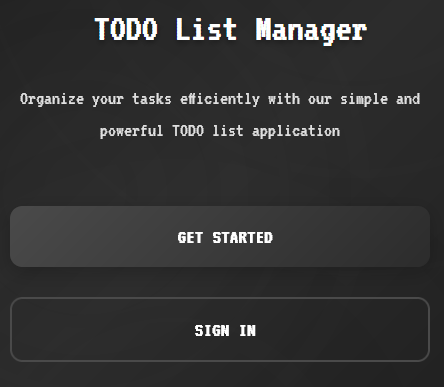 TODO List Manager
Organize your tasks efficiently with our simple and
powerful TODO list application
GET STARTED
SIGN IN